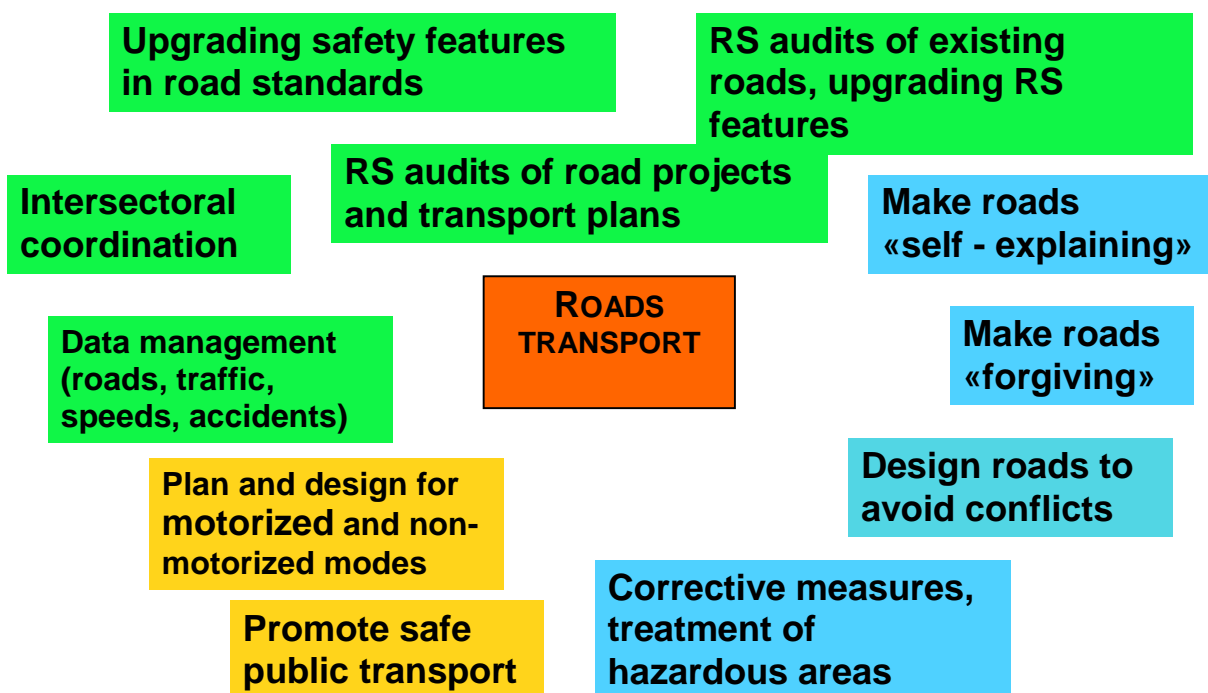 Upgrading safety features
in road standards
RS audits of existing
roads, upgrading RS
features
RS audits of road projects
and transport plans
Intersectoral
coordination
Make roads
«self - explaining»
ROADS
TRANSPORT
Make roads
«forgiving»
Data management
(roads, traffic,
speeds, accidents)
Design roads to
avoid conflicts
Plan and design for
motorized and non-
motorized modes
Corrective measures,
treatment of
hazardous areas
Promote safe
public transport